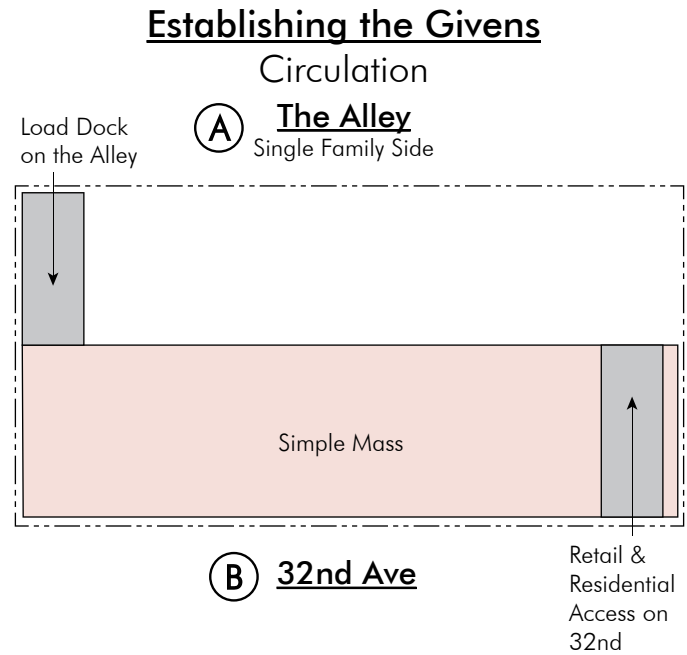 Establishing the Givens
Circulation
Load Dock
on the Alley
A
The Alley
Single Family Side
Simple Mass
B
32nd Ave
Retail &
Residential
Access on
32nd